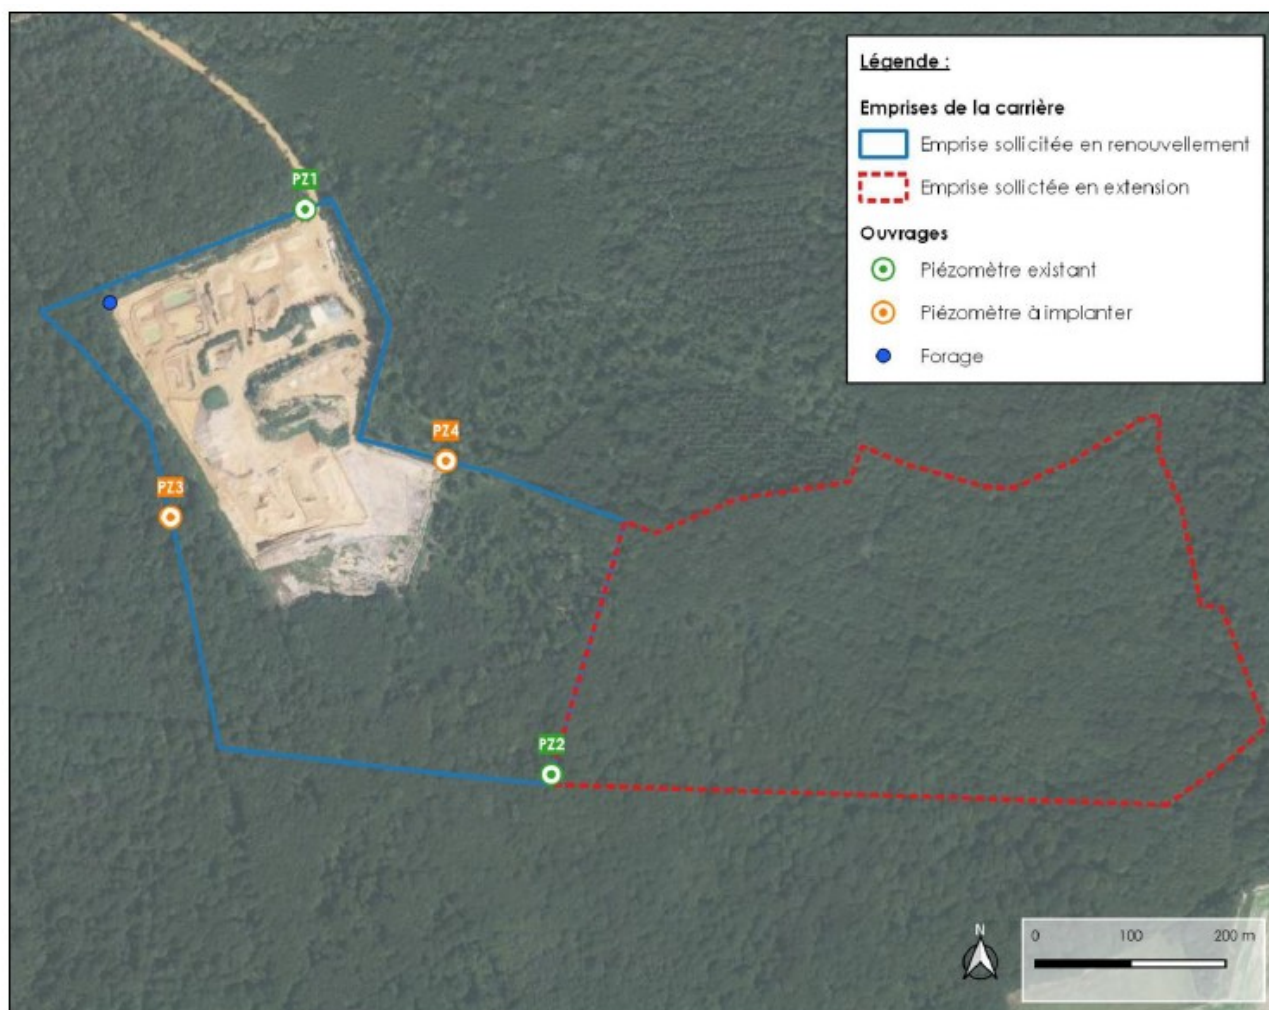 Légende :
Emprises de la carrière
Emprise sollicitée en renouvellement
Emprise sollictée en extension
Ouvrages
Piézomètre existant
Piézomètre à implanter
Forage
PZ1
PZ4
PZ3
PZ2
N
0 100 200 m